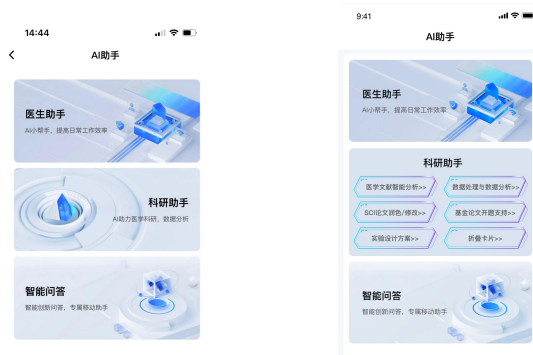 14:44
AI助手
医生助手
AI小帮手，提高日常工作效率
科研助手
AI助力医学科研，数据分析
智能问答
智能创新问答，专属移动助手
9:41
AI助手
医生助手
AI小帮手，提高日常工作效率
科研助手
医学文献智能分析>> 数据处理与数据分析>>
SCI论文润色/修改>> 基金论文开题支持>>
实验设计方案>> 折叠卡片>>
智能问答
智能创新问答，专属移动助手